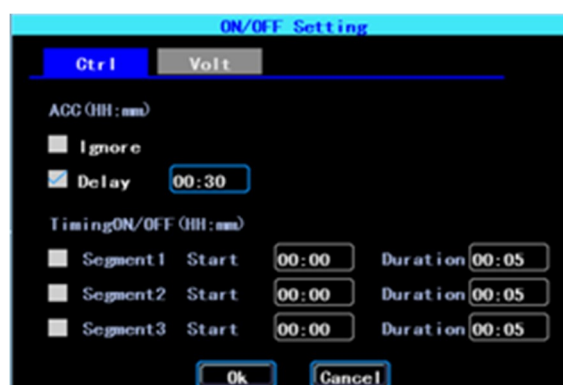 ON/OFF Setting
Ctrl Volt
ACC(HH:mm)
Ignore
Delay 00:30
TimingON/OFF(HH:mm)
Segment1 Start 00:00 Duration 00:05
Segment2 Start 00:00 Duration 00:05
Segment3 Start 00:00 Duration 00:05
Ok Cancel